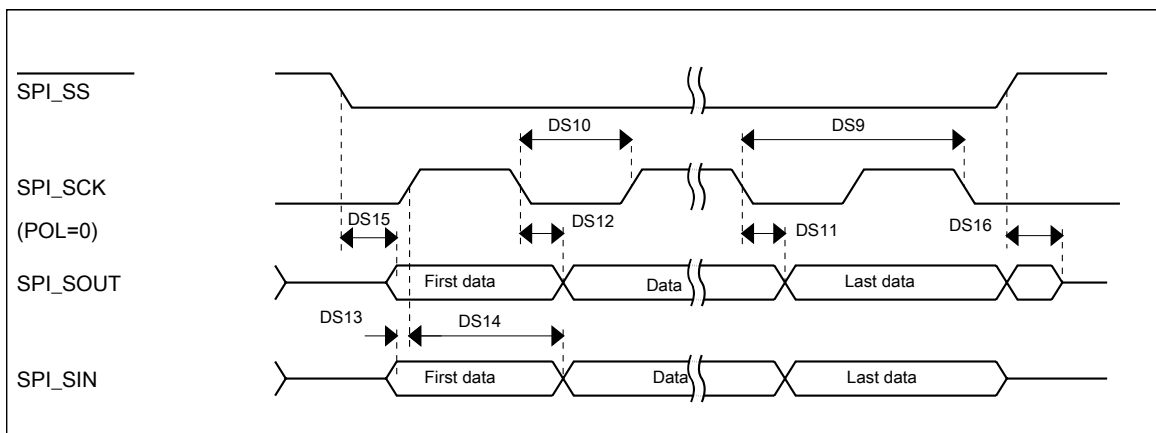 SPI_SS
DS10
DS9
SPI_SCK
(POL=0)
DS15
DS12
DS11
DS16
SPI_SOUT
First data
Data
Last data
DS13
DS14
SPI_SIN
First data
Data
Last data